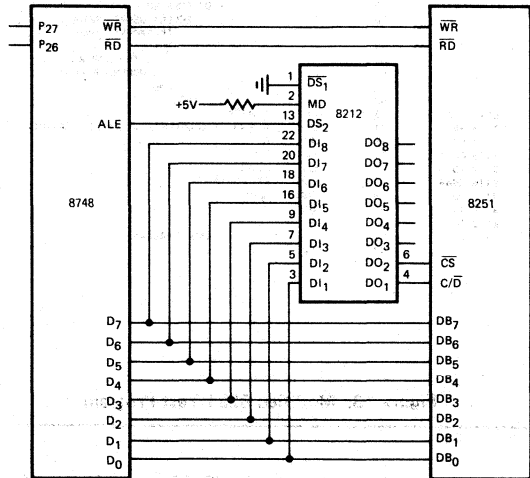 P27 WR WR
P26 RD RD
1 DS1
+5V 2 MD
ALE 13 DS2 8212
22 DI8 DO8
20 DI7 DO7
18 DI6 DO6
8748 16 DI5 DO5 8251
9 DI4 DO4
7 DI3 DO3
5 DI2 DO2 6 CS
3 DI1 DO1 4 C/D
D7 DB7
D6 DB6
D5 DB5
D4 DB4
D3 DB3
D2 DB2
D1 DB1
D0 DB0